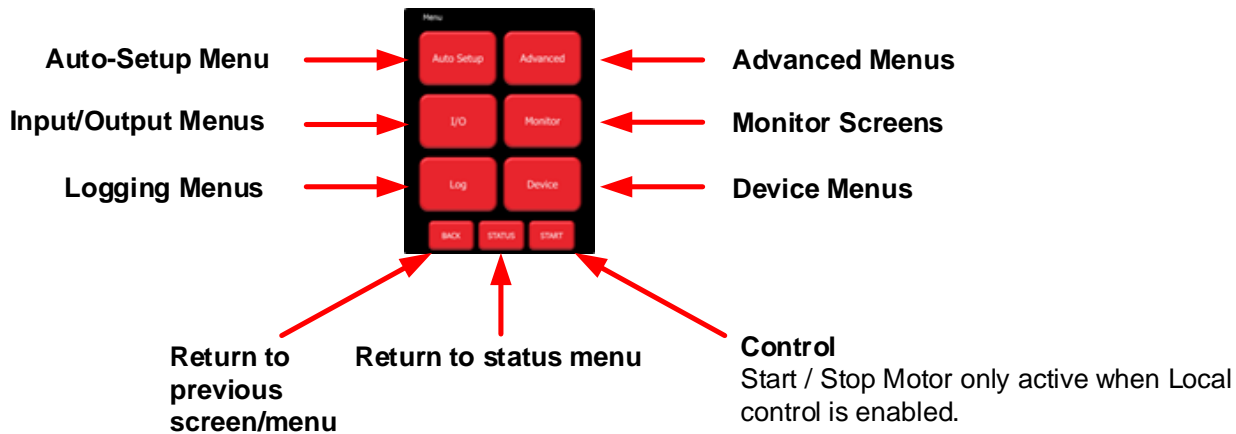 Menu
Auto-Setup Menu
Auto Setup
Advanced
Advanced Menus
Input/Output Menus
I/O
Monitor
Monitor Screens
Logging Menus
Log
Device
Device Menus
BACK
STATUS
START
Return to
previous
screen/menu
Return to status menu
Control
Start / Stop Motor only active when Local
control is enabled.